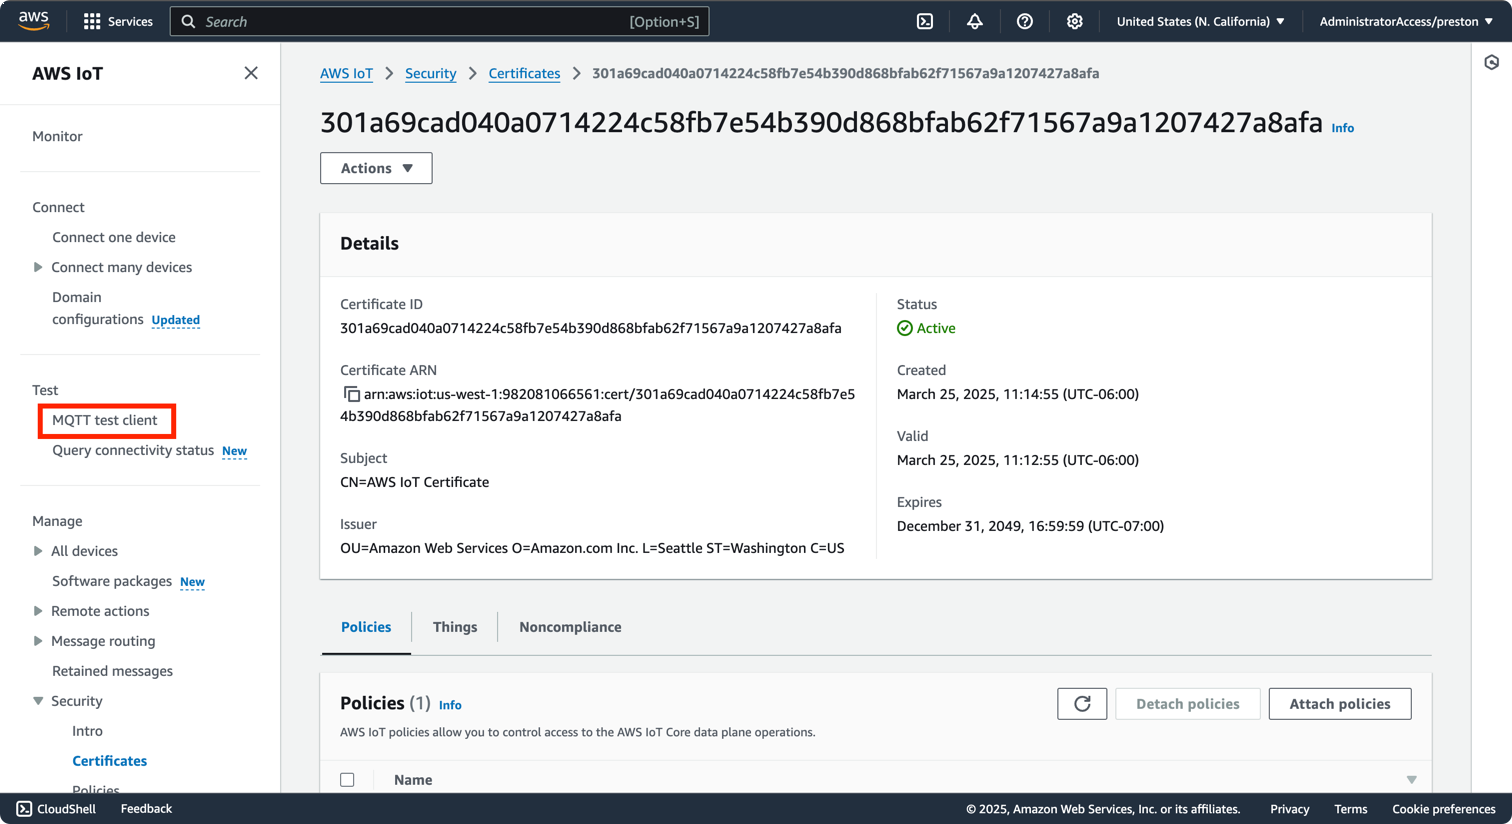 aws
Services
Search
[Option+S]
United States (N. California) ▼
AdministratorAccess/preston ▼
AWS IoT
Monitor
Connect
Connect one device
Connect many devices
Domain
configurations Updated
Test
MQTT test client
Query connectivity status New
Manage
All devices
Software packages New
Remote actions
Message routing
Retained messages
Security
Intro
Certificates
Policies
AWS IoT > Security > Certificates > 301a69cad040a0714224c58fb7e54b390d868bfab62f71567a9a1207427a8afa
301a69cad040a0714224c58fb7e54b390d868bfab62f71567a9a1207427a8afa Info
Actions ▼
Details
Certificate ID
301a69cad040a0714224c58fb7e54b390d868bfab62f71567a9a1207427a8afa
Certificate ARN
arn:aws:iot:us-west-1:982081066561:cert/301a69cad040a0714224c58fb7e5
4b390d868bfab62f71567a9a1207427a8afa
Subject
CN=AWS IoT Certificate
Issuer
OU=Amazon Web Services O=Amazon.com Inc. L=Seattle ST=Washington C=US
Status
Active
Created
March 25, 2025, 11:14:55 (UTC-06:00)
Valid
March 25, 2025, 11:12:55 (UTC-06:00)
Expires
December 31, 2049, 16:59:59 (UTC-07:00)
Policies
Things
Noncompliance
Policies (1) Info
AWS IoT policies allow you to control access to the AWS IoT Core data plane operations.
Detach policies
Attach policies
Name
CloudShell
Feedback
© 2025, Amazon Web Services, Inc. or its affiliates.
Privacy
Terms
Cookie preferences